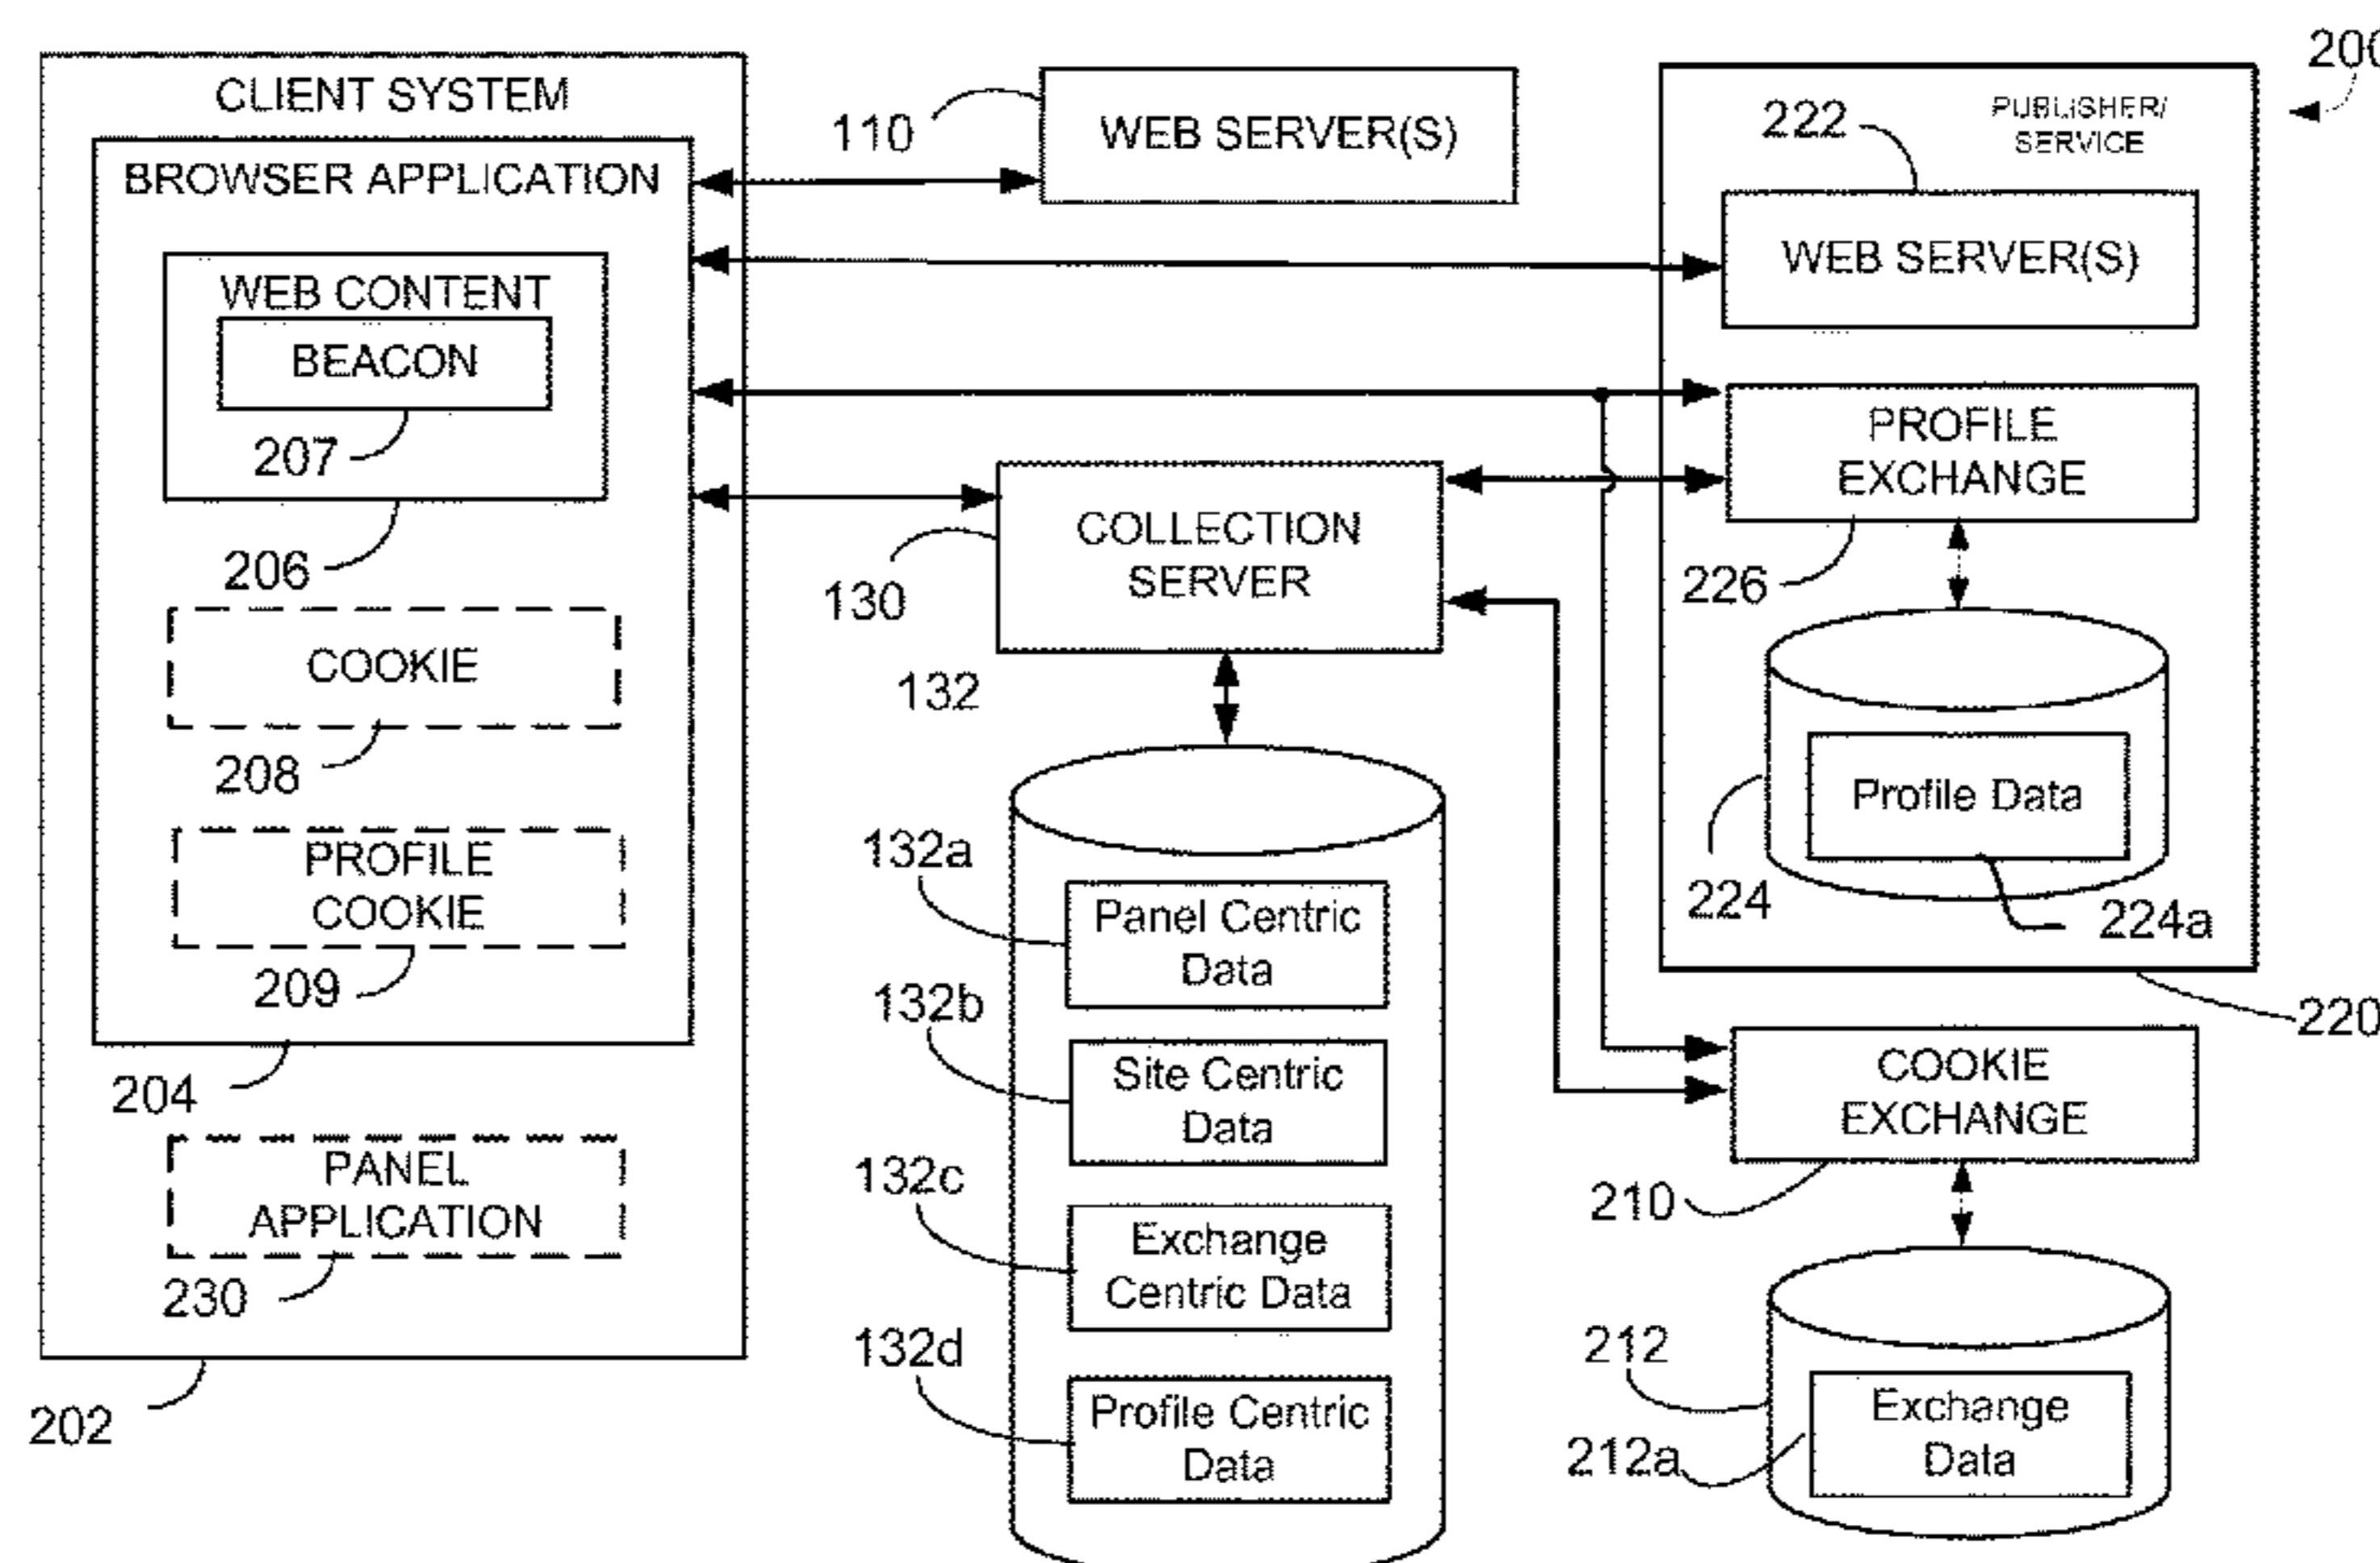 200
CLIENT SYSTEM
BROWSER APPLICATION
WEB CONTENT
BEACON
207
206
COOKIE
208
PROFILE
COOKIE
209
204
PANEL
APPLICATION
230
202
110
WEB SERVER(S)
130
COLLECTION
SERVER
132
132a
Panel Centric
Data
132b
Site Centric
Data
132c
Exchange
Centric Data
132d
Profile Centric
Data
PUBLISHER/
SERVICE
222
WEB SERVER(S)
PROFILE
EXCHANGE
226
Profile Data
224
224a
220
COOKIE
EXCHANGE
210
212
Exchange
Data
212a